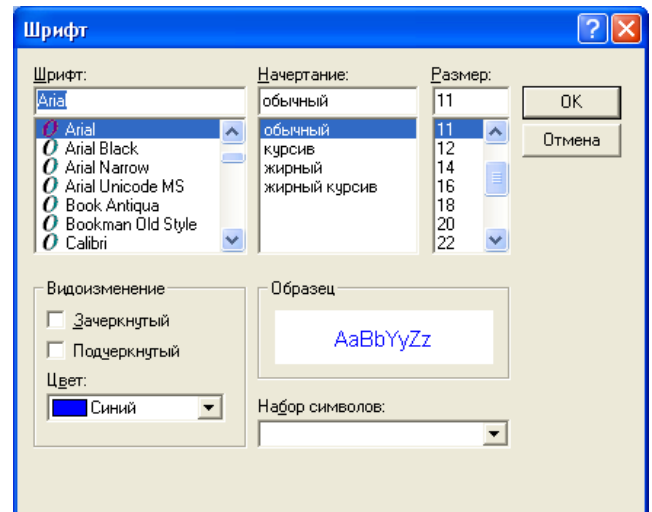 Шрифт
Шрифт:
Начертание:
Размер:
Arial
обычный
11
OK
Отмена
Arial
Arial Black
Arial Narrow
Arial Unicode MS
Book Antiqua
Bookman Old Style
Calibri
обычный
курсив
жирный
жирный курсив
11
12
14
16
18
20
22
Видоизменение
Зачеркнутый
Подчеркнутый
Цвет:
Синий
Образец
AaBbYyZz
Набор символов: